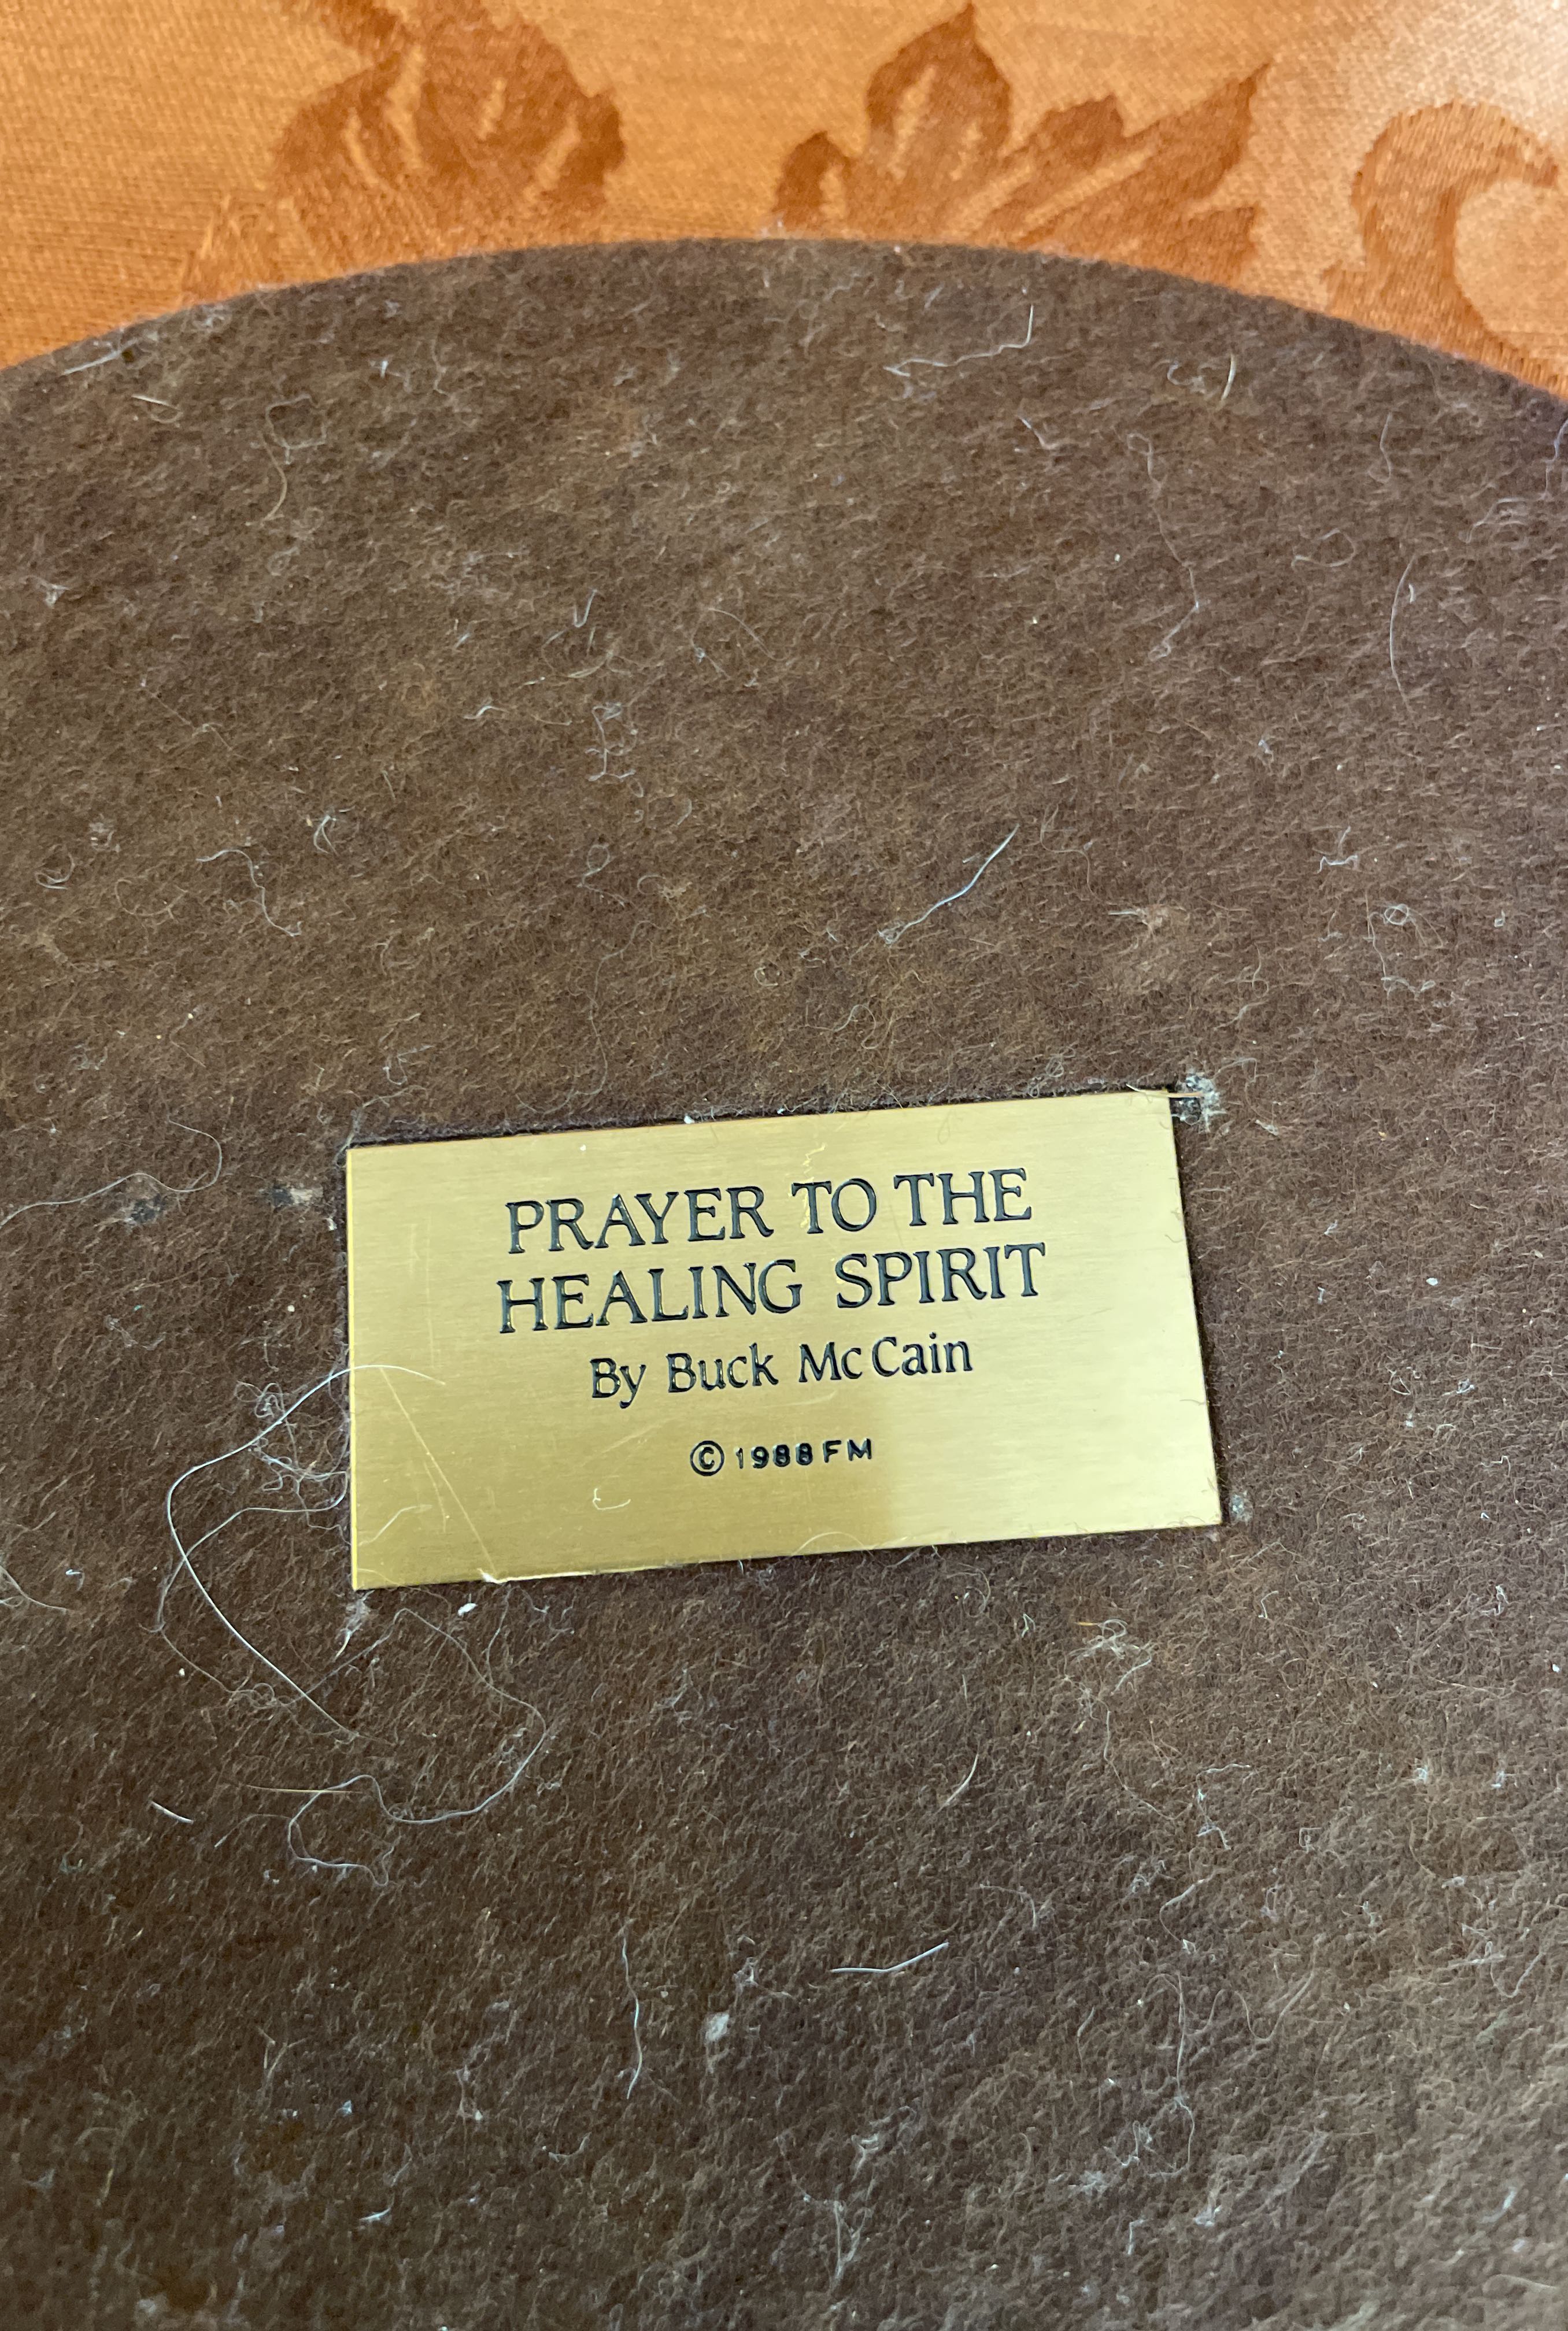 PRAYER TO THE
HEALING SPIRIT
By Buck McCain
© 1988 FM